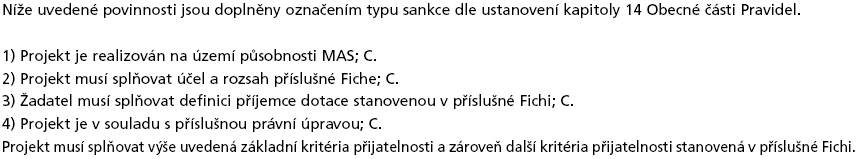 Níže uvedené povinnosti jsou doplněny označením typu sankce dle ustanovení kapitoly 14 Obecné části Pravidel.
1) Projekt je realizován na území působnosti MAS; C.
2) Projekt musí splňovat účel a rozsah příslušné Fiche; C.
3) Žadatel musí splňovat definici příjemce dotace stanovenou v příslušné Fichi; C.
4) Projekt je v souladu s příslušnou právní úpravou; C.
Projekt musí splňovat výše uvedená základní kritéria přijatelnosti a zároveň další kritéria přijatelnosti stanovená v příslušné Fichi.